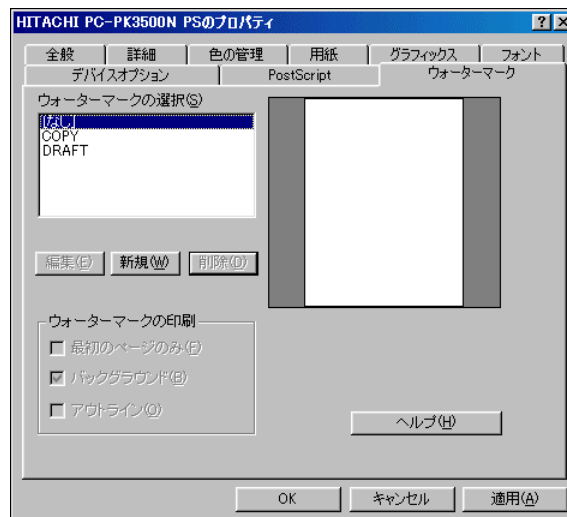 HITACHI PC-PK3500N PSのプロパティ
全般 詳細 色の管理 用紙 グラフィックス フォント
デバイスオプション PostScript ウォーターマーク
ウォーターマークの選択(S)
[なし]
COPY
DRAFT
編集(E) 新規(W) 削除(D)
ウォーターマークの印刷
最初のページのみ(F)
バックグラウンド(B)
アウトライン(O)
ヘルプ(H)
OK キャンセル 適用(A)